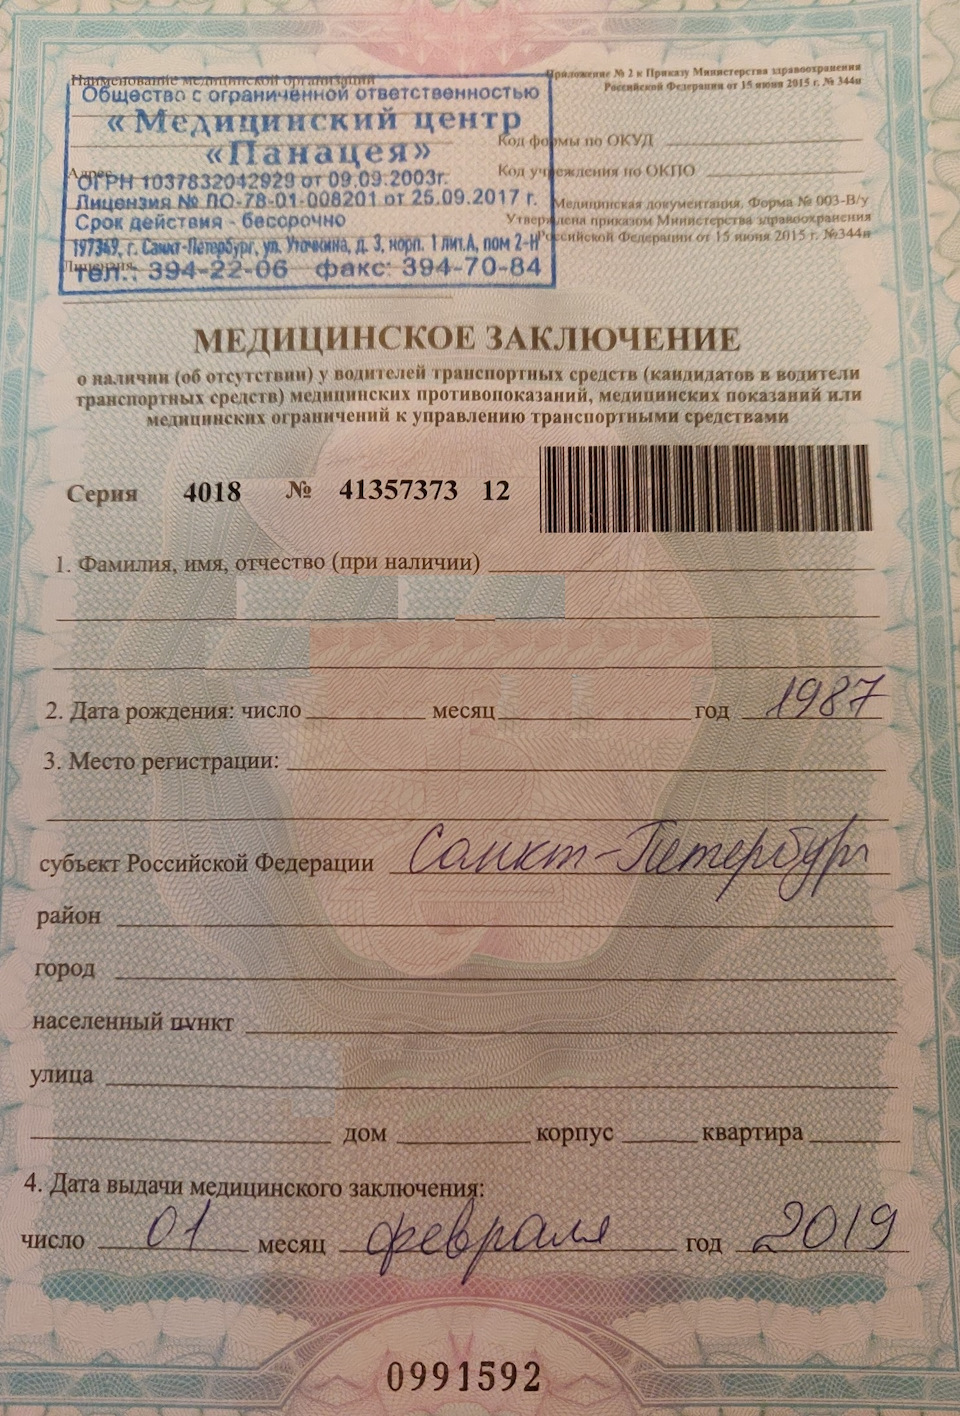 Наименование медицинской организации
Общество с ограниченной ответственностью
«Медицинский центр
«Панацея»
Адрес
ОГРН 1037832042929 от 09.09.2003г.
Лицензия № ЛО-78-01-008201 от 25.09.2017 г.
Срок действия - бессрочно
197349, г. Санкт-Петербург, ул. Уточкина, д. 3, корп. 1 лит.А, пом 2-Н
Лицензия
тел.: 394-22-06 факс: 394-70-84
Приложение № 2 к Приказу Министерства здравоохранения
Российской Федерации от 15 июня 2015 г. № 344н
Код формы по ОКУД
Код учреждения по ОКПО
Медицинская документация. Форма № 003-В/у
Утверждена приказом Министерства здравоохранения
Российской Федерации от 15 июня 2015 г. №344н
МЕДИЦИНСКОЕ ЗАКЛЮЧЕНИЕ
о наличии (об отсутствии) у водителей транспортных средств (кандидатов в водители
транспортных средств) медицинских противопоказаний, медицинских показаний или
медицинских ограничений к управлению транспортными средствами
Серия 4018 № 41357373 12
1. Фамилия, имя, отчество (при наличии)
2. Дата рождения: число месяц год 1987
3. Место регистрации:
субъект Российской Федерации Санкт-Петербург
район
город
населенный пункт
улица
дом корпус квартира
4. Дата выдачи медицинского заключения:
число 01 месяц февраля год 2019
0991592